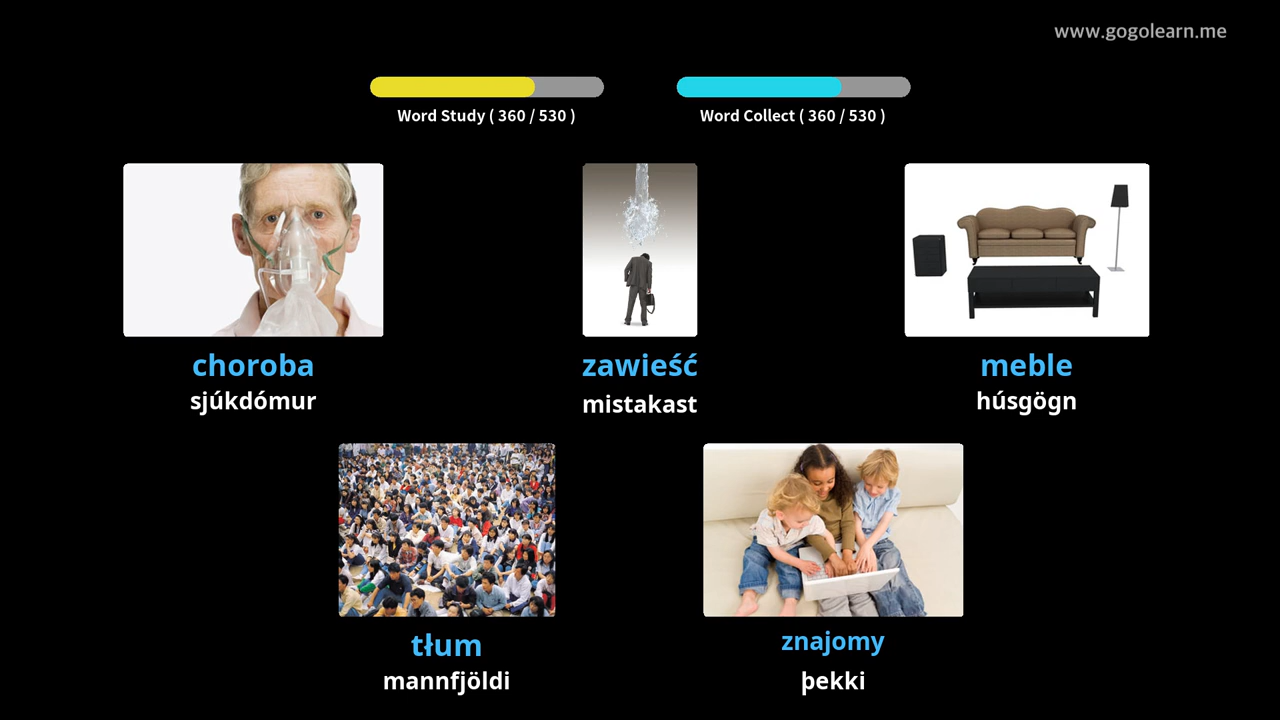 www.gogolearn.me
Word Study ( 360 / 530 )
Word Collect ( 360 / 530 )
choroba
sjúkdómur
zawieść
mistakast
meble
húsgögn
tłum
mannfjöldi
znajomy
þekki